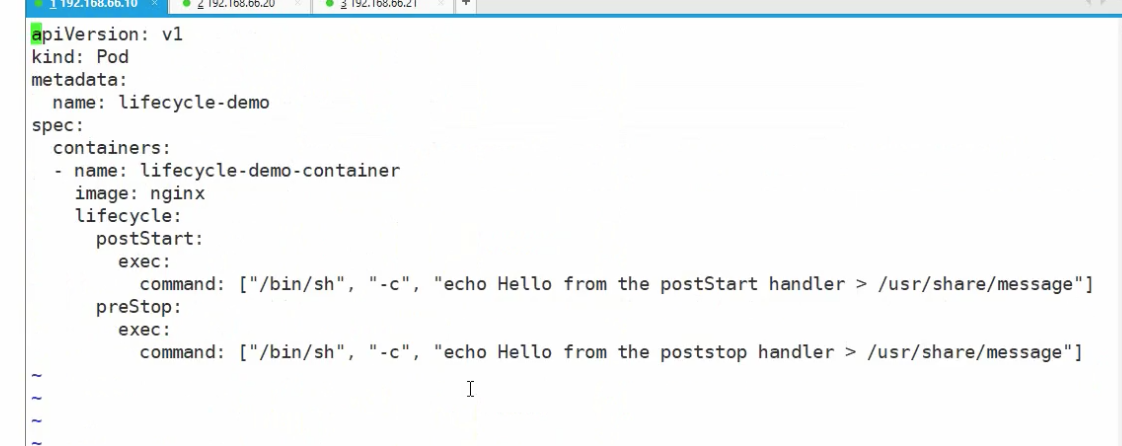 1 192.168.66.10 × 2 192.168.66.20 × 3 192.168.66.21 × +
apiVersion: v1
kind: Pod
metadata:
  name: lifecycle-demo
spec:
  containers:
  - name: lifecycle-demo-container
    image: nginx
    lifecycle:
      postStart:
        exec:
          command: ["/bin/sh", "-c", "echo Hello from the postStart handler > /usr/share/message"]
      preStop:
        exec:
          command: ["/bin/sh", "-c", "echo Hello from the poststop handler > /usr/share/message"]
~
~
~
~